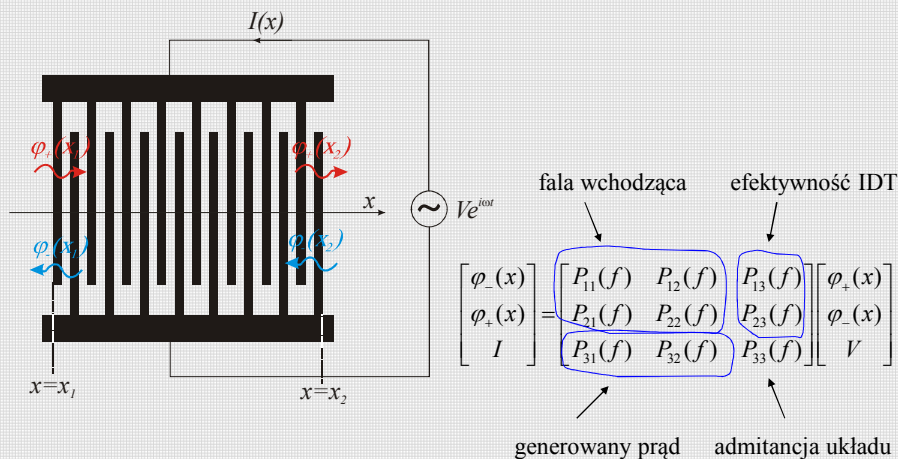 I(x)
φ₊(x₁) φ₊(x₂)
x
Ve^{iωt}
φ₋(x₁) φ₋(x₂)
x=x₁ x=x₂
fala wchodząca efektywność IDT
[φ₋(x)] = [P₁₁(f) P₁₂(f) P₁₃(f)] [φ₊(x)]
[φ₊(x)] [P₂₁(f) P₂₂(f) P₂₃(f)] [φ₋(x)]
[I] [P₃₁(f) P₃₂(f) P₃₃(f)] [V]
generowany prąd admitancja układu